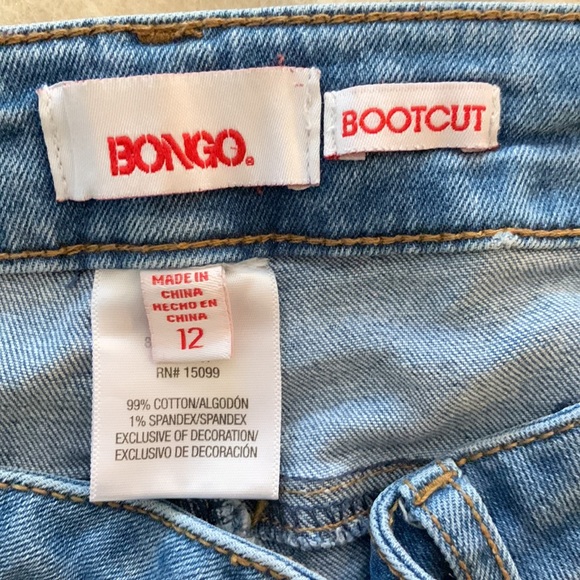 BONGO®
BOOTCUT
MADE IN
CHINA
HECHO EN
CHINA
12
RN# 15099
99% COTTON/ALGODÓN
1% SPANDEX/SPANDEX
EXCLUSIVE OF DECORATION/
EXCLUSIVO DE DECORACIÓN